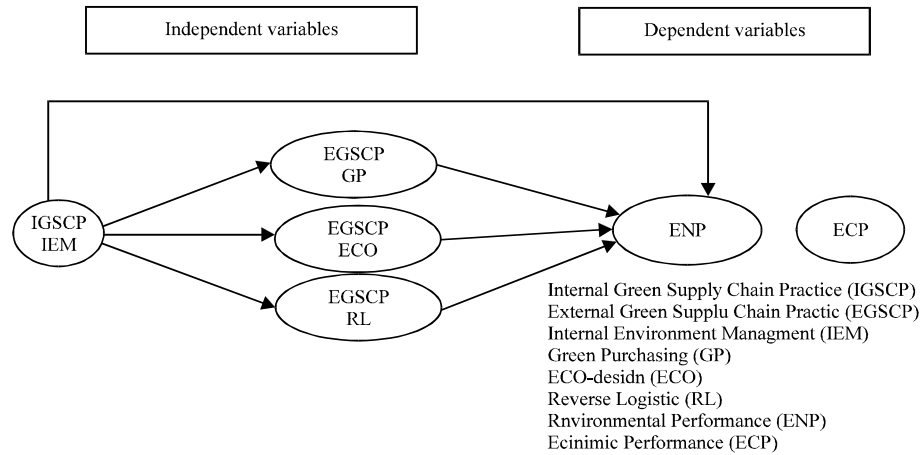 Independent variables
Dependent variables
EGSCP
GP
IGSCP
IEM
EGSCP
ECO
ENP
ECP
EGSCP
RL
Internal Green Supply Chain Practice (IGSCP)
External Green Supplu Chain Practic (EGSCP)
Internal Environment Managment (IEM)
Green Purchasing (GP)
ECO-desidn (ECO)
Reverse Logistic (RL)
Rnvironmental Performance (ENP)
Ecinimic Performance (ECP)